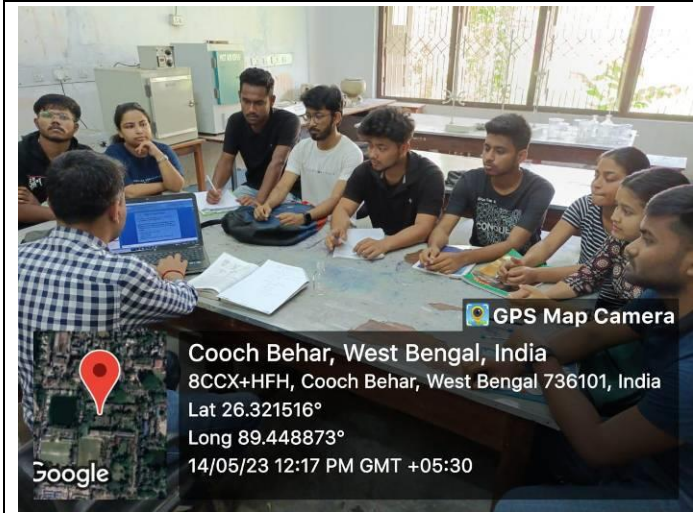 GPS Map Camera
Cooch Behar, West Bengal, India
8CCX+HFH, Cooch Behar, West Bengal 736101, India
Lat 26.321516°
Long 89.448873°
14/05/23 12:17 PM GMT +05:30
Google